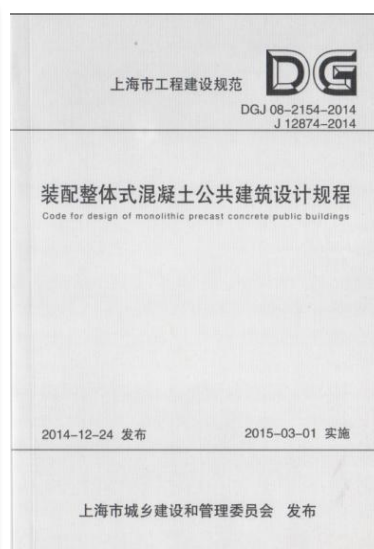 上海市工程建设规范
DG
DGJ 08-2154-2014
J 12874-2014
装配整体式混凝土公共建筑设计规程
Code for design of monolithic precast concrete public buildings
2014-12-24 发布
2015-03-01 实施
上海市城乡建设和管理委员会 发布